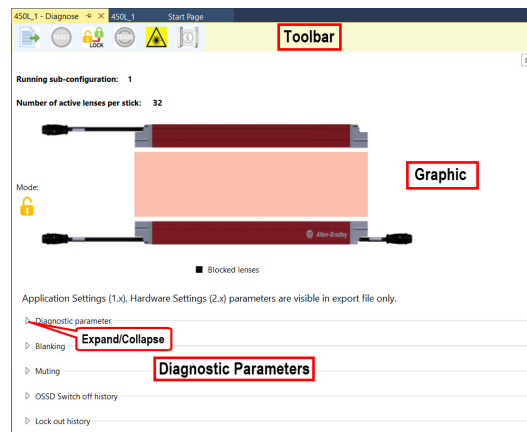 450L_1 - Diagnose
450L_1
Start Page
RESET
LOCK
Toolbar
Running sub-configuration: 1
Number of active lenses per stick: 32
Graphic
Mode:
Allen-Bradley
Blocked lenses
Application Settings (1.x), Hardware Settings (2.x) parameters are visible in export file only.
Diagnostic parameter
Expand/Collapse
Blanking
Muting
Diagnostic Parameters
OSSD Switch off history
Lock out history